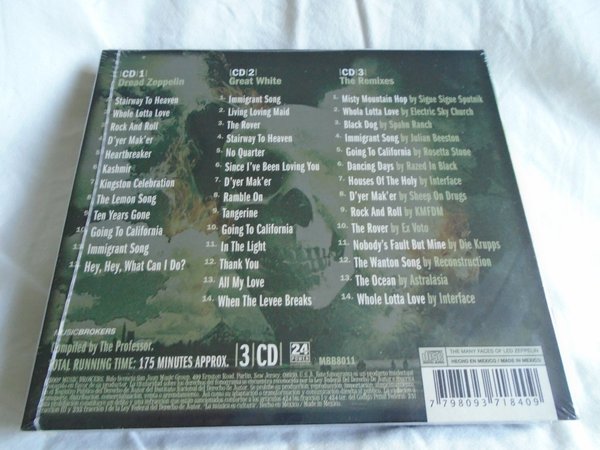 CD 1
Dread Zeppelin
1. Stairway To Heaven
2. Whole Lotta Love
3. Rock And Roll
4. D'yer Mak'er
5. Heartbreaker
6. Kashmir
7. Kingston Celebration
8. The Lemon Song
9. Ten Years Gone
10. Going To California
11. Immigrant Song
12. Hey, Hey, What Can I Do?
CD 2
Great White
1. Immigrant Song
2. Living Loving Maid
3. The Rover
4. Stairway To Heaven
5. No Quarter
6. Since I've Been Loving You
7. D'yer Mak'er
8. Ramble On
9. Tangerine
10. Going To California
11. In The Light
12. Thank You
13. All My Love
14. When The Levee Breaks
CD 3
The Remixes
1. Misty Mountain Hop by Sigue Sigue Sputnik
2. Whole Lotta Love by Electric Sky Church
3. Black Dog by Spahn Ranch
4. Immigrant Song by Julian Beeston
5. Going To California by Rosetta Stone
6. Dancing Days by Razed In Black
7. Houses Of The Holy by Interface
8. D'yer Mak'er by Sheep On Drugs
9. Rock And Roll by KMFDM
10. The Rover by Ex Voto
11. Nobody's Fault But Mine by Die Krupps
12. The Wanton Song by Reconstruction
13. The Ocean by Astralasia
14. Whole Lotta Love by Interface
MUSICBROKERS
Compiled by The Professor.
TOTAL RUNNING TIME: 175 MINUTES APPROX.
3 CD
24
MBB8011
THE MANY FACES OF LED ZEPPELIN
HECHO EN MEXICO / MADE IN MEXICO
7 798093 718409